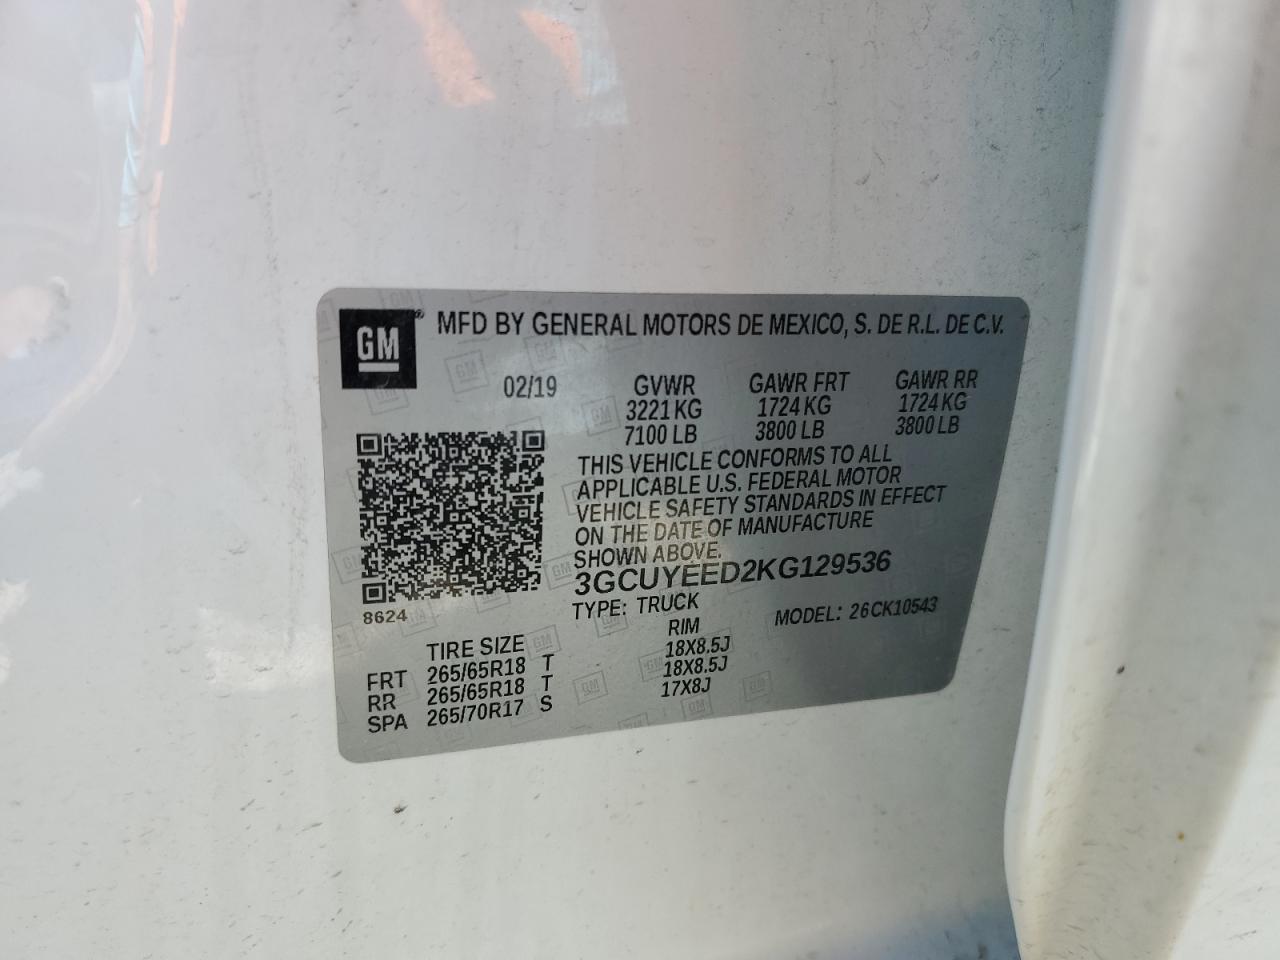 GM
MFD BY GENERAL MOTORS DE MEXICO, S. DE R.L. DE C.V.
02/19 GVWR GAWR FRT GAWR RR
3221 KG 1724 KG 1724 KG
7100 LB 3800 LB 3800 LB
THIS VEHICLE CONFORMS TO ALL
APPLICABLE U.S. FEDERAL MOTOR
VEHICLE SAFETY STANDARDS IN EFFECT
ON THE DATE OF MANUFACTURE
SHOWN ABOVE.
3GCUYEED2KG129536
8624
TYPE: TRUCK MODEL: 26CK10543
TIRE SIZE RIM
FRT 265/65R18 T 18X8.5J
RR 265/65R18 T 18X8.5J
SPA 265/70R17 S 17X8J